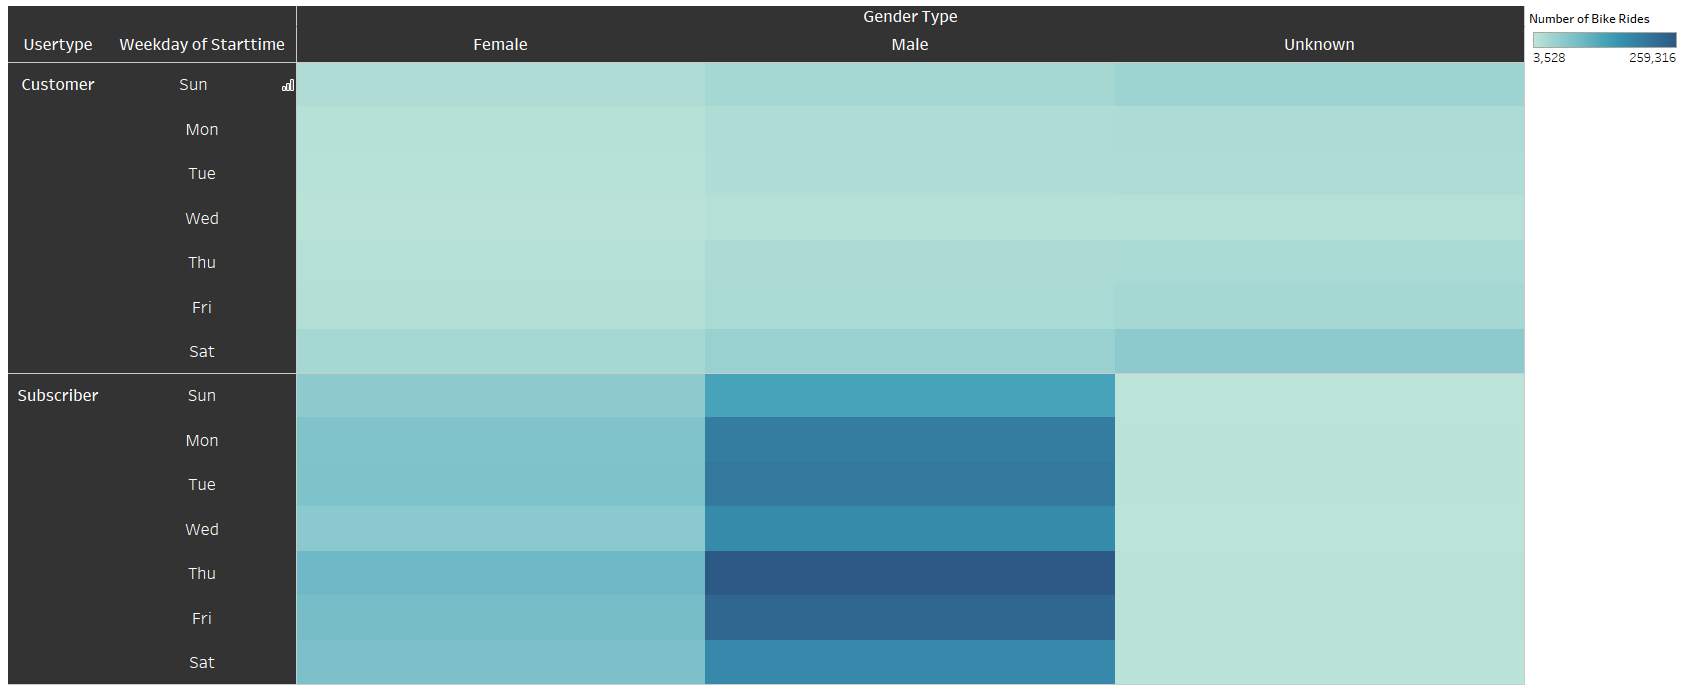 Gender Type
Usertype Weekday of Starttime Female Male Unknown
Customer Sun
Mon
Tue
Wed
Thu
Fri
Sat
Subscriber Sun
Mon
Tue
Wed
Thu
Fri
Sat
Number of Bike Rides
3,528 259,316